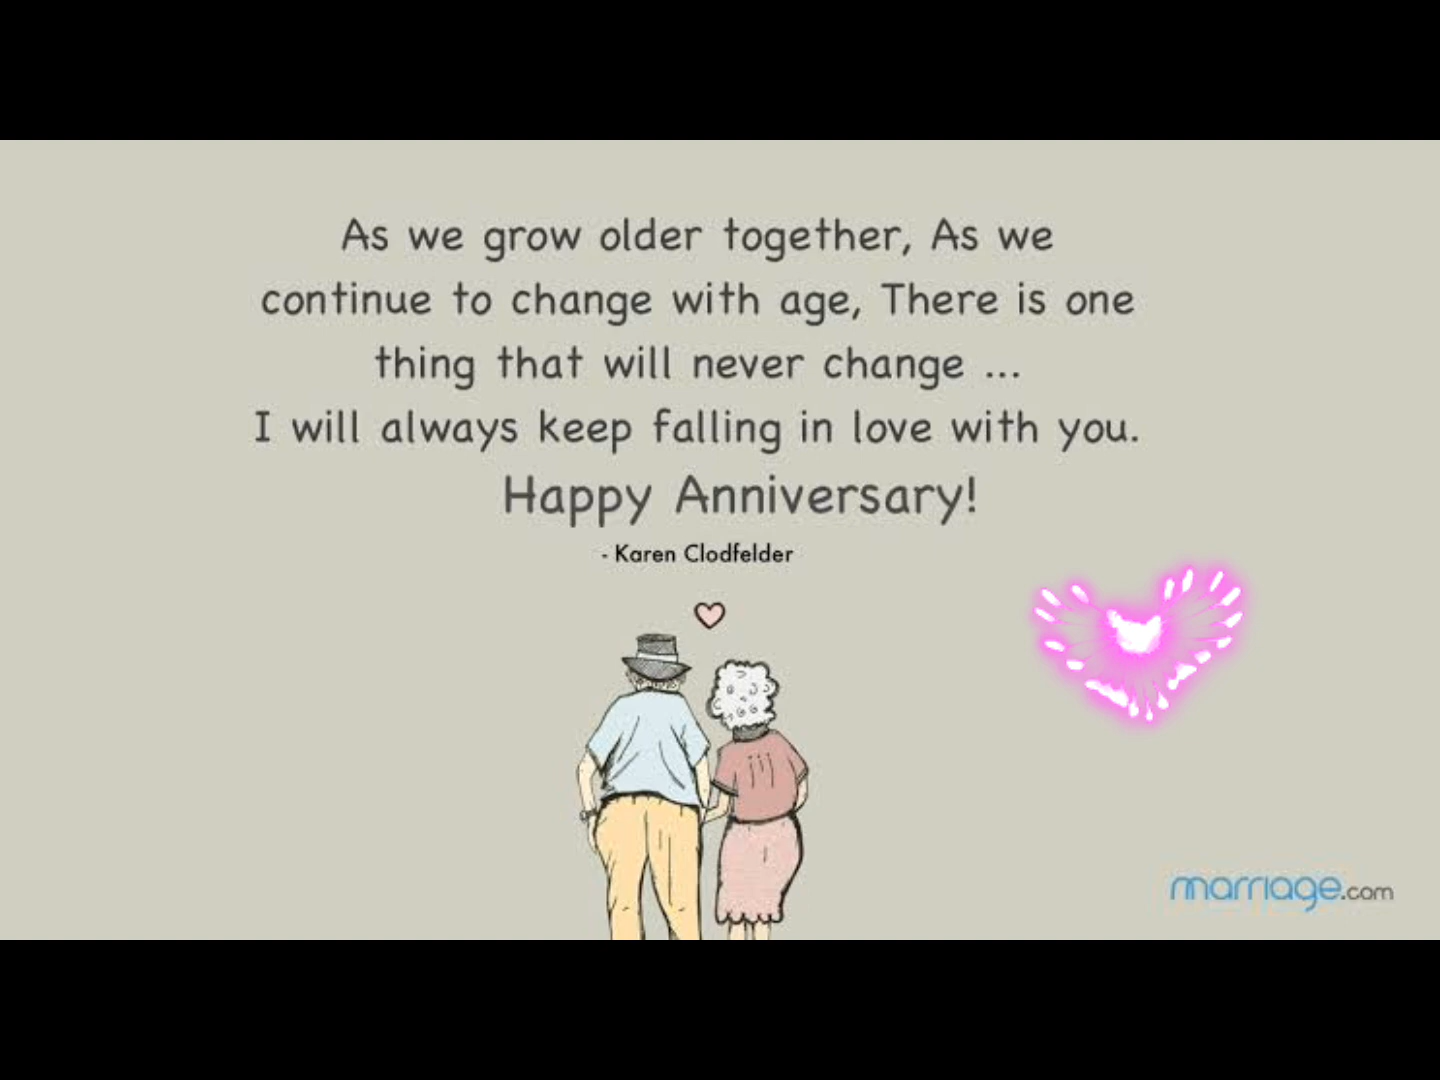 As we grow older together, As we
continue to change with age, There is one
thing that will never change ...
I will always keep falling in love with you.
Happy Anniversary!
- Karen Clodfelder
marriage.com